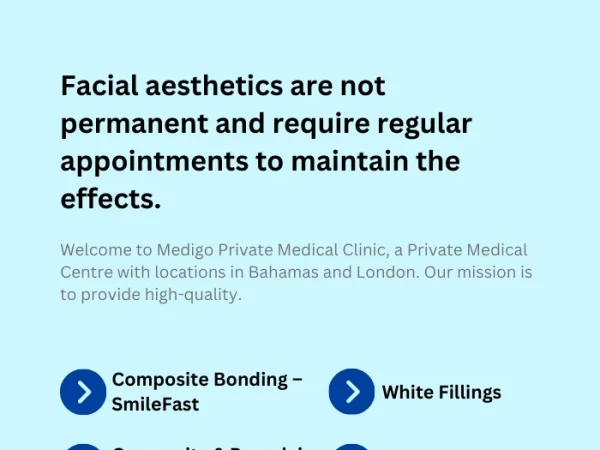 Facial aesthetics are not
permanent and require regular
appointments to maintain the
effects.
Welcome to Medigo Private Medical Clinic, a Private Medical
Centre with locations in Bahamas and London. Our mission is
to provide high-quality.
Composite Bonding –
SmileFast
White Fillings